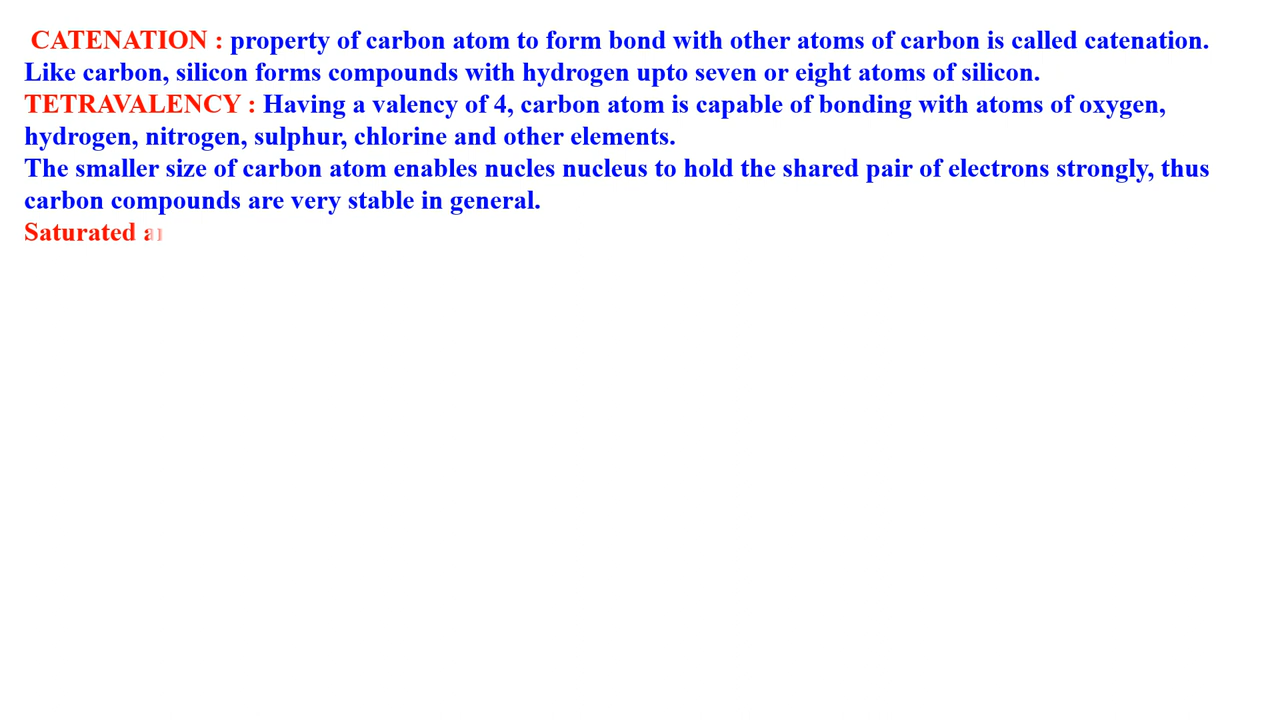 CATENATION : property of carbon atom to form bond with other atoms of carbon is called catenation.
Like carbon, silicon forms compounds with hydrogen upto seven or eight atoms of silicon.
TETRAVALENCY : Having a valency of 4, carbon atom is capable of bonding with atoms of oxygen,
hydrogen, nitrogen, sulphur, chlorine and other elements.
The smaller size of carbon atom enables nucles nucleus to hold the shared pair of electrons strongly, thus
carbon compounds are very stable in general.
Saturated